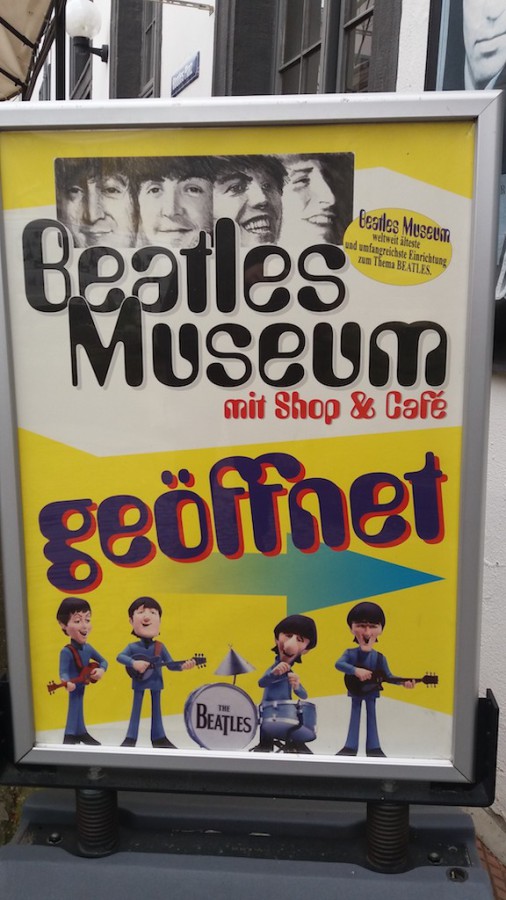 Beatles
Museum
Beatles Museum
weltweit älteste
und umfangreichste Einrichtung
zum Thema BEATLES.
mit Shop & Café
geöffnet
THE
BEATLES